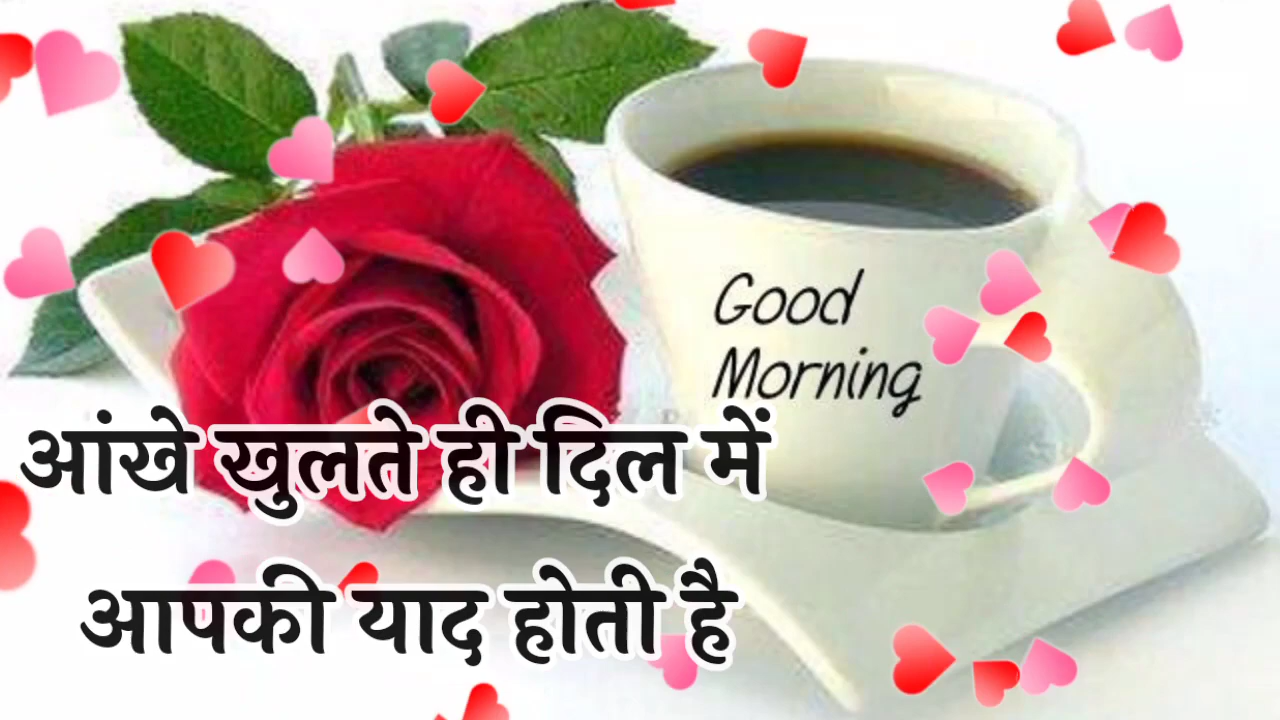 Good
Morning
आंखे खुलते ही दिल में
आपकी याद होती है